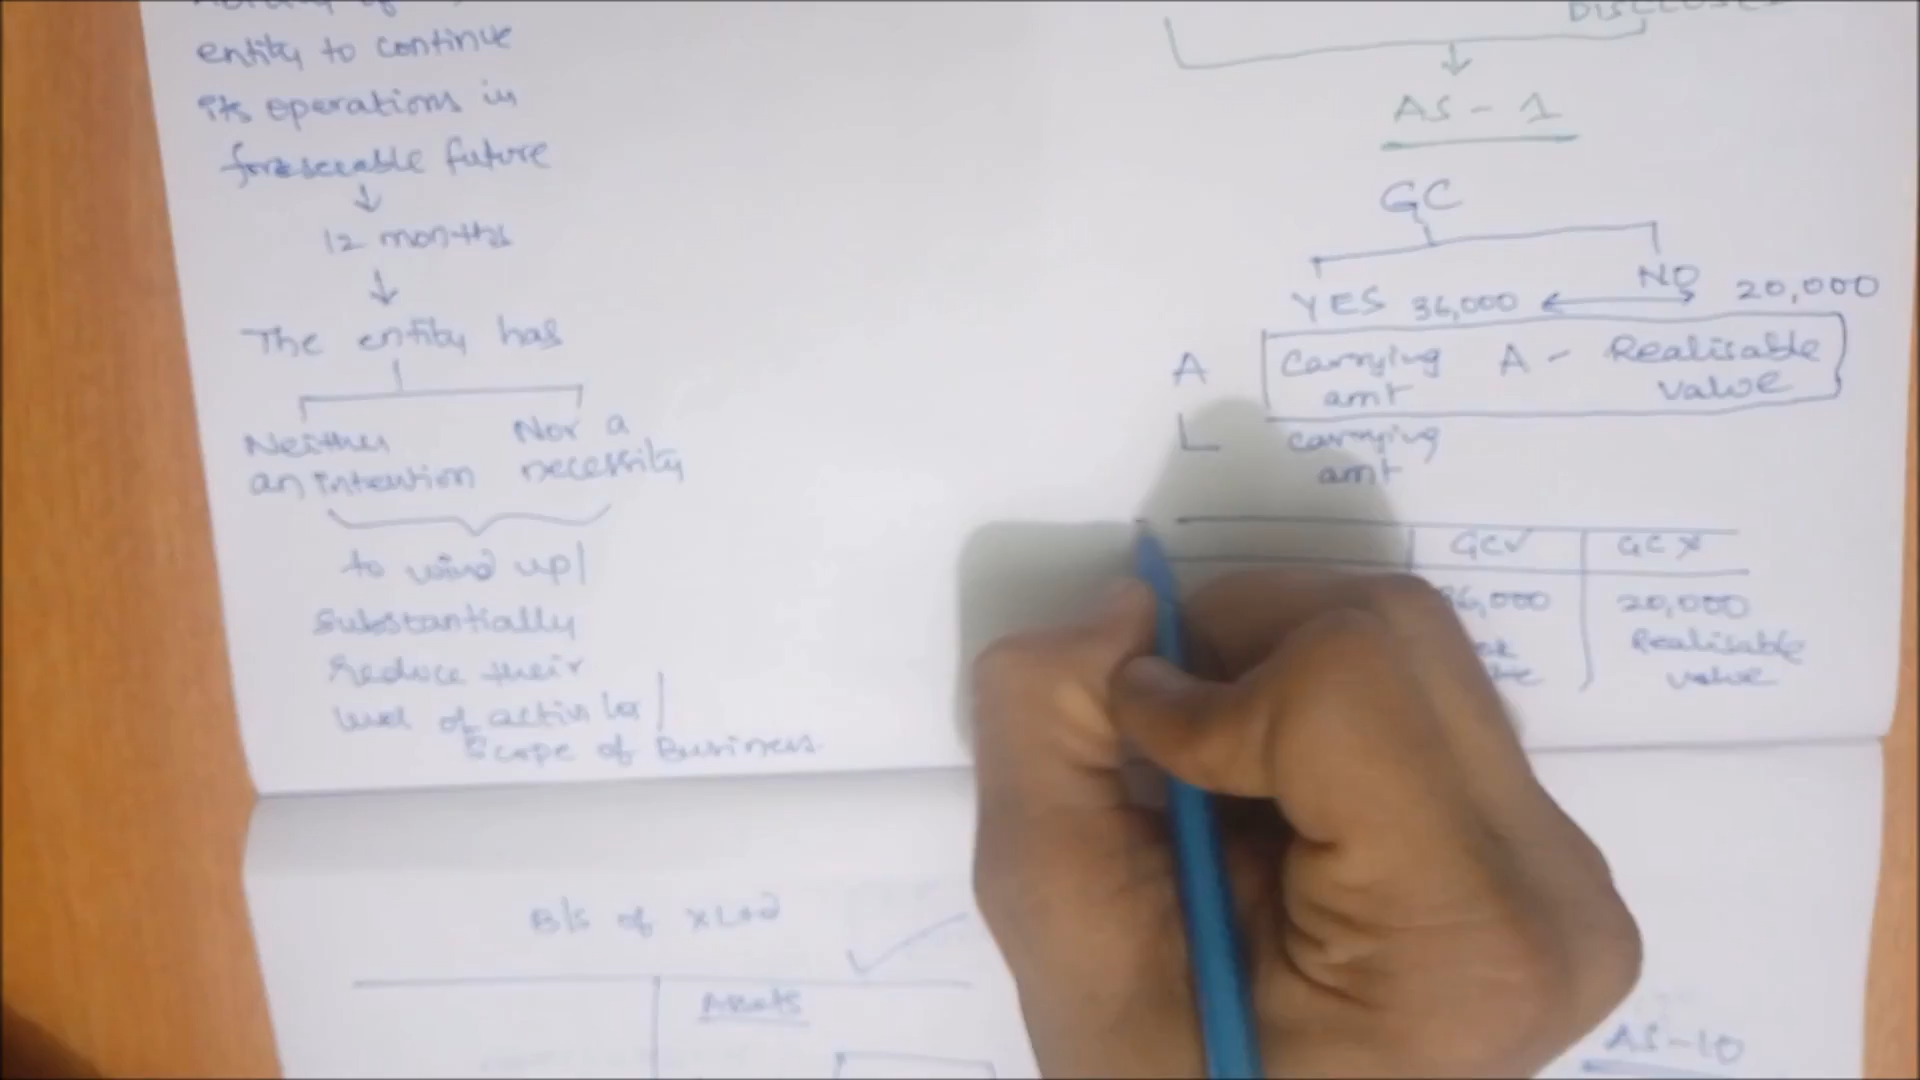 entity to continue
its operations in
foreseeable future
12 months
The entity has
Neither
an intention
Nor a
necessity
to wind up/
substantially
reduce their
level of
scope of Business
B/S of X Ltd
Assets
AS - 1
GC
YES 36,000
NO 20,000
A
Carrying
amt
A - Realisable
value
L
carrying
amt
GC✓ GC✗
36,000 20,000
Realisable
value
AS-10